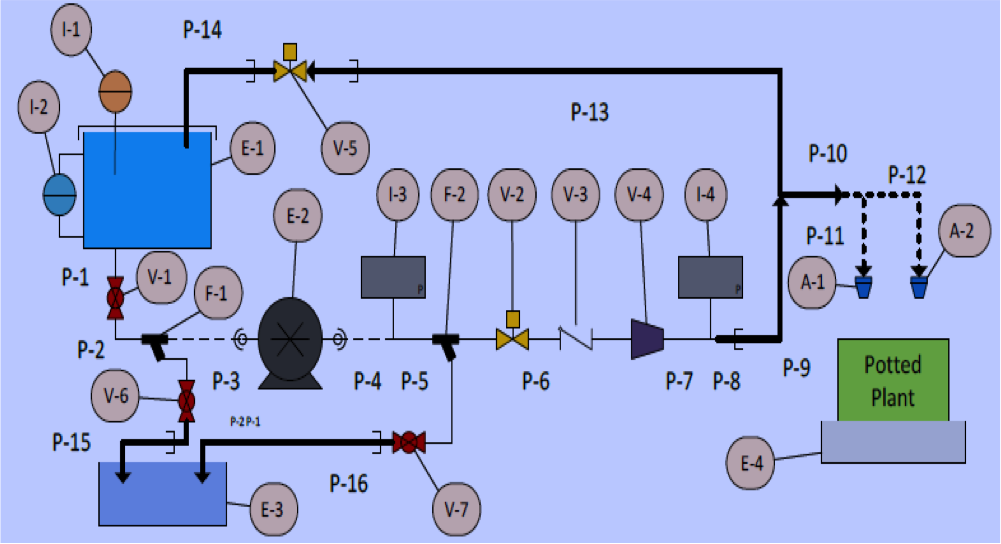 I-1
P-14
I-2
E-1
V-5
P-13
P-10
P-12
I-3
F-2
V-2
V-3
V-4
I-4
E-2
P-11
A-2
P-1
V-1
F-1
A-1
P-2
P-3
P-4
P-5
P-6
P-7
P-8
P-9
Potted
Plant
V-6
P-2 P-1
P-15
P-16
E-4
E-3
V-7
P
P